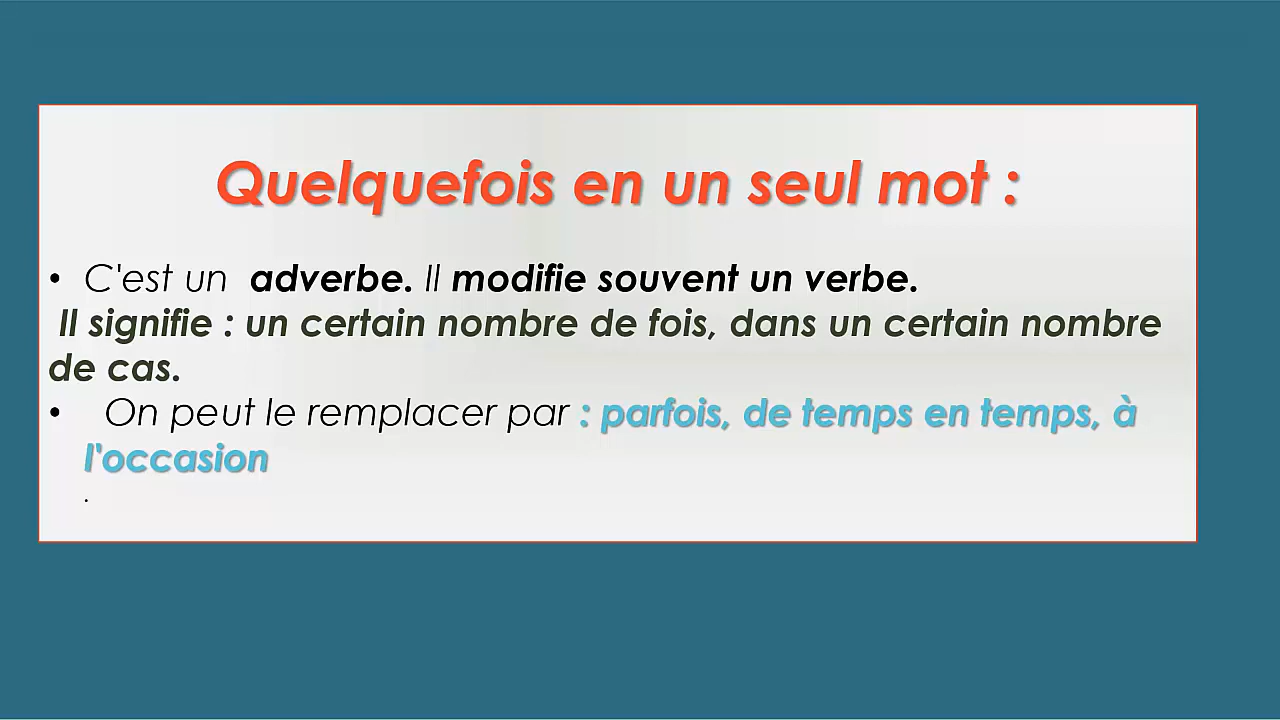 Quelquefois en un seul mot :
• C'est un adverbe. Il modifie souvent un verbe.
Il signifie : un certain nombre de fois, dans un certain nombre
de cas.
• On peut le remplacer par : parfois, de temps en temps, à
l'occasion
.